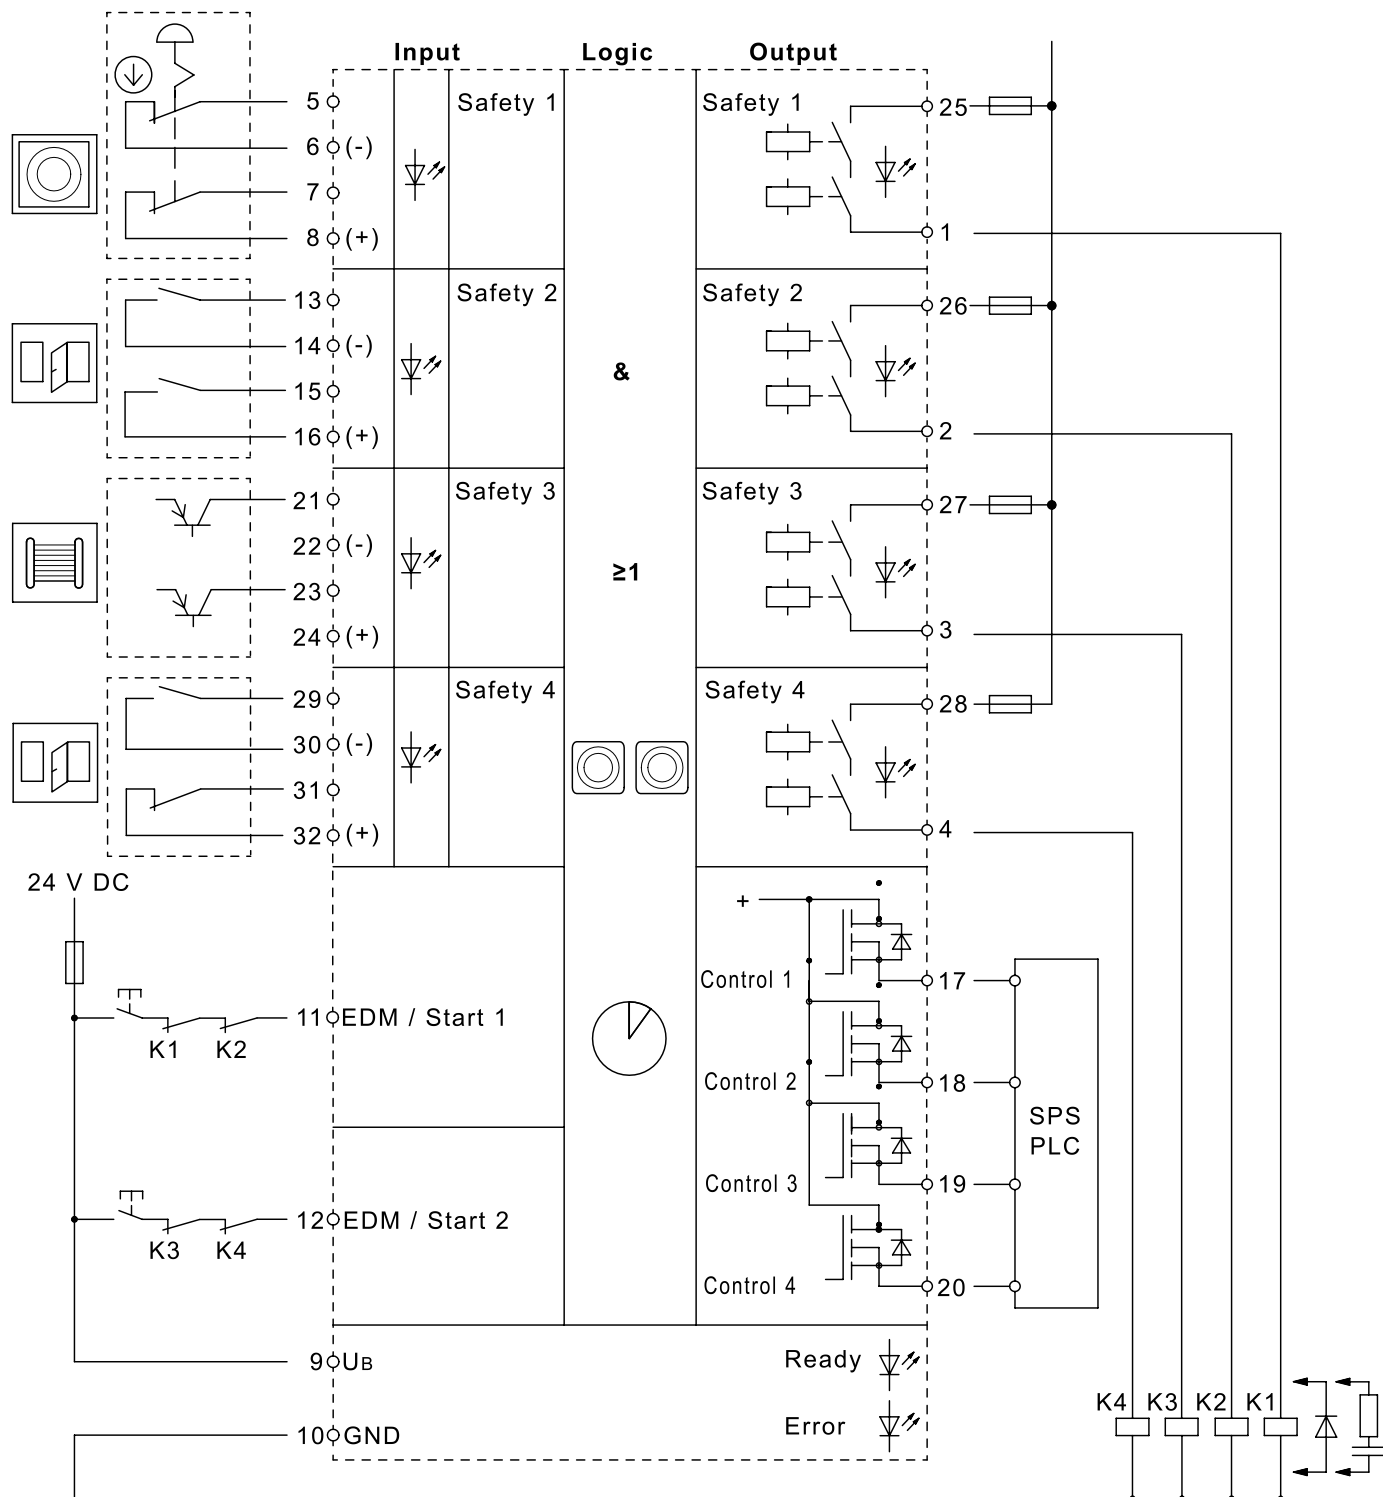 Input Logic Output
5 Safety 1 Safety 1 25
6 (-)
7
8 (+) 1
13 Safety 2 Safety 2 26
14 (-)
&
15
16 (+) 2
21 Safety 3 Safety 3 27
22 (-)
≥1
23
24 (+) 3
29 Safety 4 Safety 4 28
30 (-)
31
32 (+) 4
24 V DC
+
Control 1 17
11 EDM / Start 1
K1 K2
Control 2 18
SPS
PLC
Control 3 19
12 EDM / Start 2
K3 K4
Control 4 20
9 UB Ready
K4 K3 K2 K1
10 GND Error